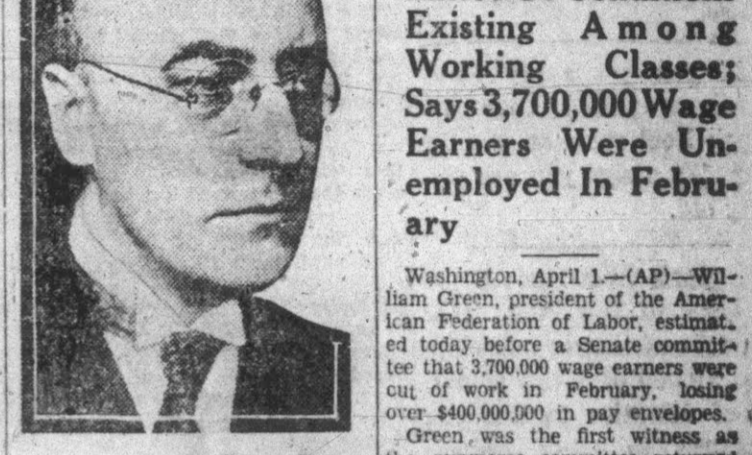 Existing Among
Working Classes;
Says 3,700,000 Wage
Earners Were Un-
employed In Febru-
ary
Washington, April 1.—(AP)—Wil-
liam Green, president of the Amer-
ican Federation of Labor, estimat-
ed today before a Senate commit-
tee that 3,700,000 wage earners were
out of work in February, losing
over $400,000,000 in pay envelopes.
Green was the first witness as